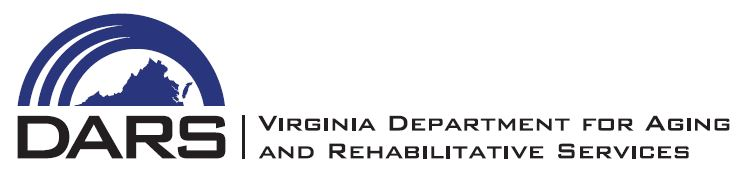 DARS
VIRGINIA DEPARTMENT FOR AGING
AND REHABILITATIVE SERVICES